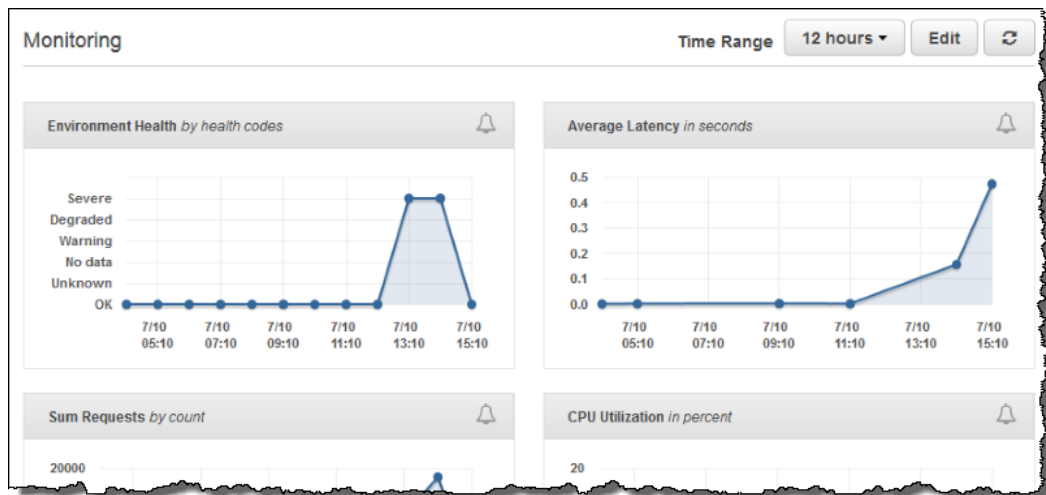 Monitoring
Time Range 12 hours Edit
Environment Health by health codes
Severe
Degraded
Warning
No data
Unknown
OK
7/10 7/10 7/10 7/10 7/10 7/10
05:10 07:10 09:10 11:10 13:10 15:10
Average Latency in seconds
0.5
0.4
0.3
0.2
0.1
0.0
7/10 7/10 7/10 7/10 7/10 7/10
05:10 07:10 09:10 11:10 13:10 15:10
Sum Requests by count
20000
CPU Utilization in percent
20